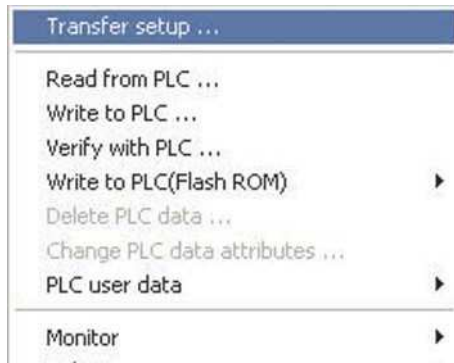 Transfer setup ...
Read from PLC ...
Write to PLC ...
Verify with PLC ...
Write to PLC(Flash ROM)
Delete PLC data ...
Change PLC data attributes ...
PLC user data
Monitor